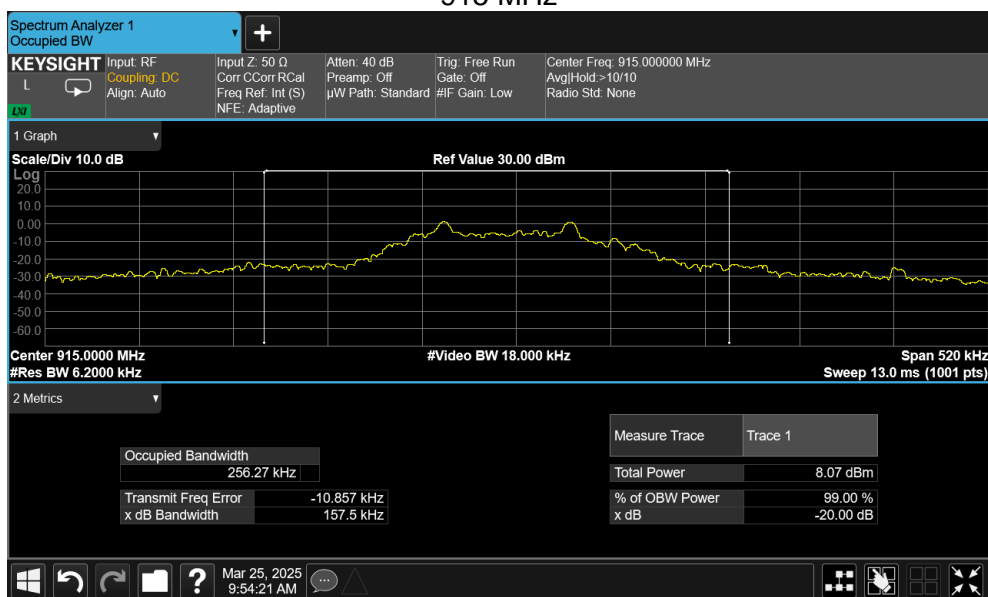 915 MHz
Spectrum Analyzer 1
Occupied BW
+
KEYSIGHT
L
LXI
Input: RF
Coupling: DC
Align: Auto
Input Z: 50 Ω
Corr CCorr RCal
Freq Ref: Int (S)
NFE: Adaptive
Atten: 40 dB
Preamp: Off
µW Path: Standard
Trig: Free Run
Gate: Off
#IF Gain: Low
Center Freq: 915.000000 MHz
Avg|Hold:>10/10
Radio Std: None
1 Graph
Scale/Div 10.0 dB
Ref Value 30.00 dBm
Log
20.0
10.0
0.00
-10.0
-20.0
-30.0
-40.0
-50.0
-60.0
Center 915.0000 MHz
#Video BW 18.000 kHz
Span 520 kHz
#Res BW 6.2000 kHz
Sweep 13.0 ms (1001 pts)
2 Metrics
Measure Trace Trace 1
Occupied Bandwidth
256.27 kHz
Total Power 8.07 dBm
Transmit Freq Error -10.857 kHz
% of OBW Power 99.00 %
x dB Bandwidth 157.5 kHz
x dB -20.00 dB
?
Mar 25, 2025
9:54:21 AM